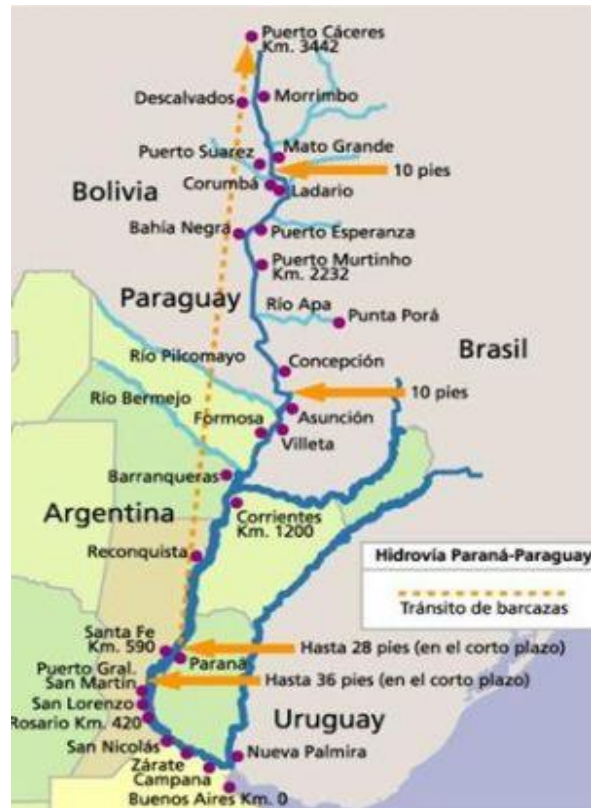 Puerto Cáceres
Km. 3442
Descalvados
Morrimbo
Mato Grande
Puerto Suarez
10 pies
Corumbá
Ladario
Bolivia
Bahía Negra
Puerto Esperanza
Puerto Murtinho
Km. 2232
Paraguay
Río Apa
Punta Porá
Río Pilcomayo
Concepción
Brasil
Río Bermejo
10 pies
Formosa
Asunción
Villeta
Barranqueras
Argentina
Corrientes
Km. 1200
Reconquista
Hidrovía Paraná-Paraguay
Tránsito de barcazas
Santa Fe
Km. 590
Paraná
Hasta 28 pies (en el corto plazo)
Puerto Gral.
San Martín
Hasta 36 pies (en el corto plazo)
San Lorenzo
Rosario Km. 420
Uruguay
San Nicolás
Nueva Palmira
Zárate
Campana
Buenos Aires Km. 0